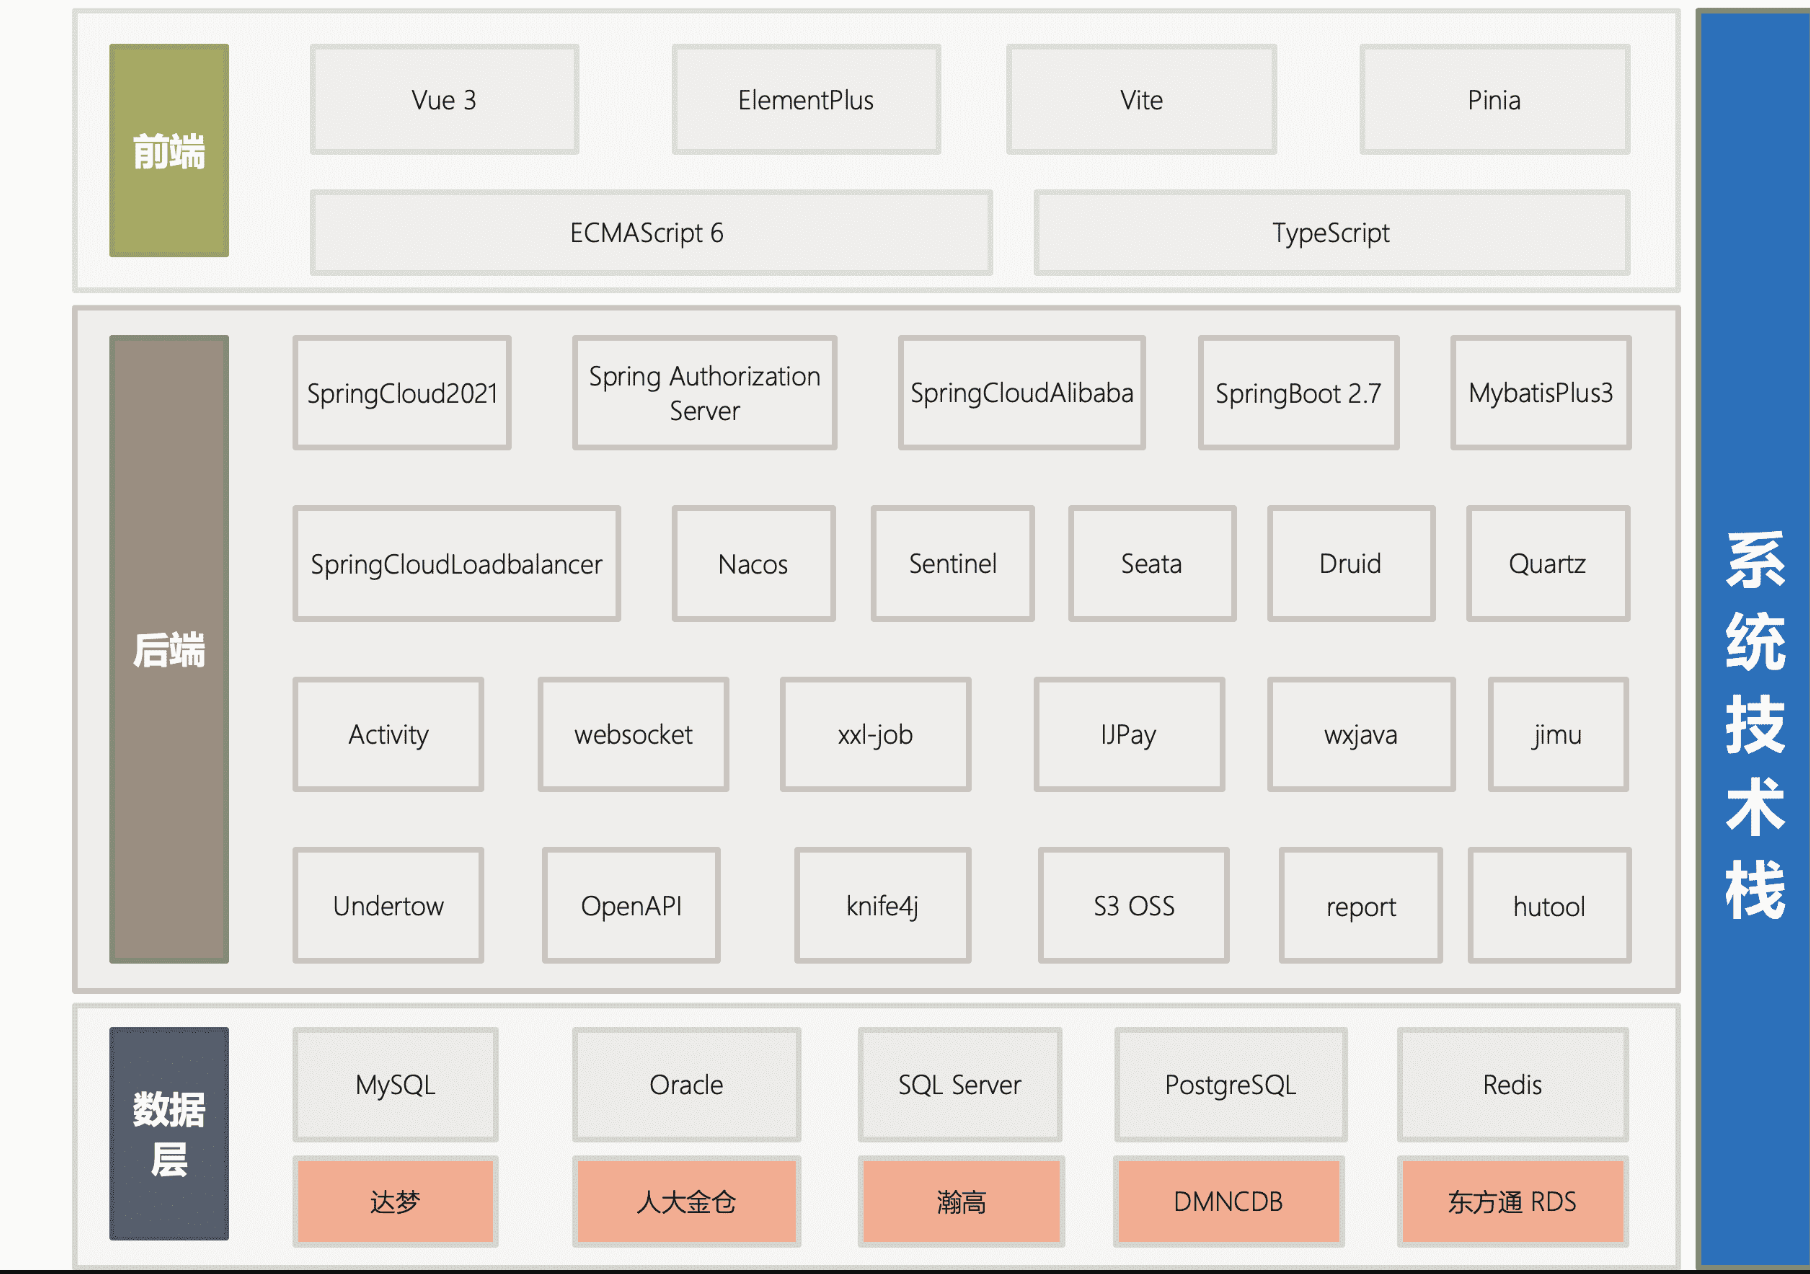 前端
Vue 3
ElementPlus
Vite
Pinia
ECMAScript 6
TypeScript
后端
SpringCloud2021
Spring Authorization
Server
SpringCloudAlibaba
SpringBoot 2.7
MybatisPlus3
SpringCloudLoadbalancer
Nacos
Sentinel
Seata
Druid
Quartz
Activity
websocket
xxl-job
IJPay
wxjava
jimu
Undertow
OpenAPI
knife4j
S3 OSS
report
hutool
数据
层
MySQL
Oracle
SQL Server
PostgreSQL
Redis
达梦
人大金仓
瀚高
DMNCDB
东方通 RDS
系
统
技
术
栈